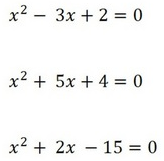 x² − 3x + 2 = 0
x² + 5x + 4 = 0
x² + 2x − 15 = 0